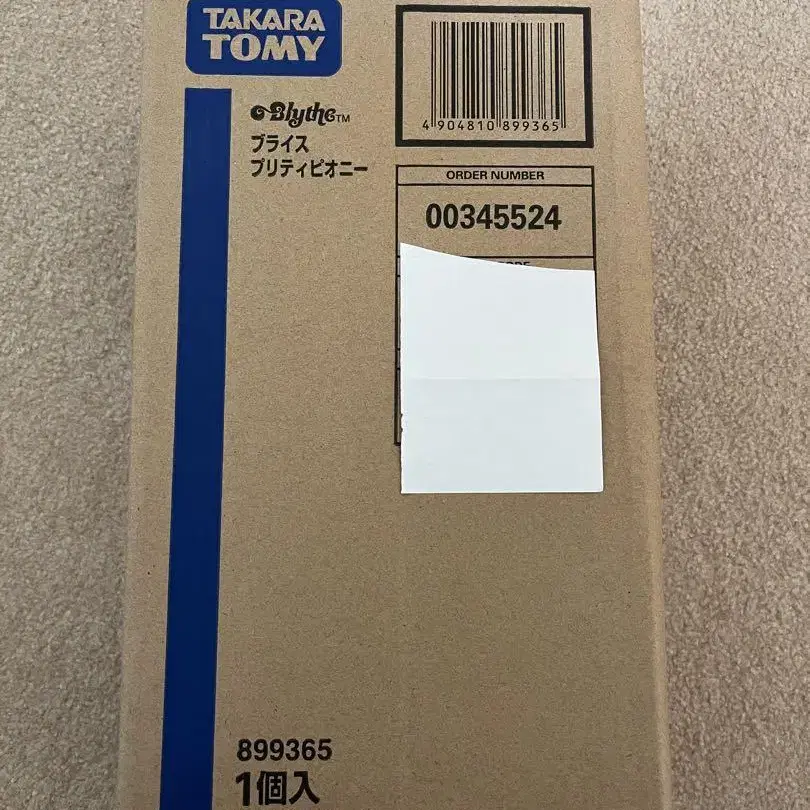 TAKARA
TOMY
Blythe™
ブライス
プリティピオニー
4 904810 899365
ORDER NUMBER
00345524
899365
1個入